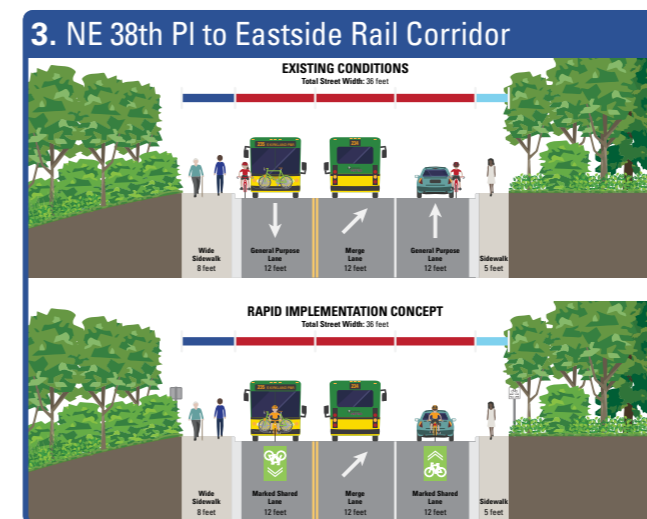 3. NE 38th Pl to Eastside Rail Corridor
EXISTING CONDITIONS
Total Street Width: 36 feet
Wide Sidewalk
8 feet
General Purpose Lane
12 feet
Merge Lane
12 feet
General Purpose Lane
12 feet
Sidewalk
5 feet
RAPID IMPLEMENTATION CONCEPT
Total Street Width: 36 feet
Wide Sidewalk
8 feet
Marked Shared Lane
12 feet
Merge Lane
12 feet
Marked Shared Lane
12 feet
Sidewalk
5 feet